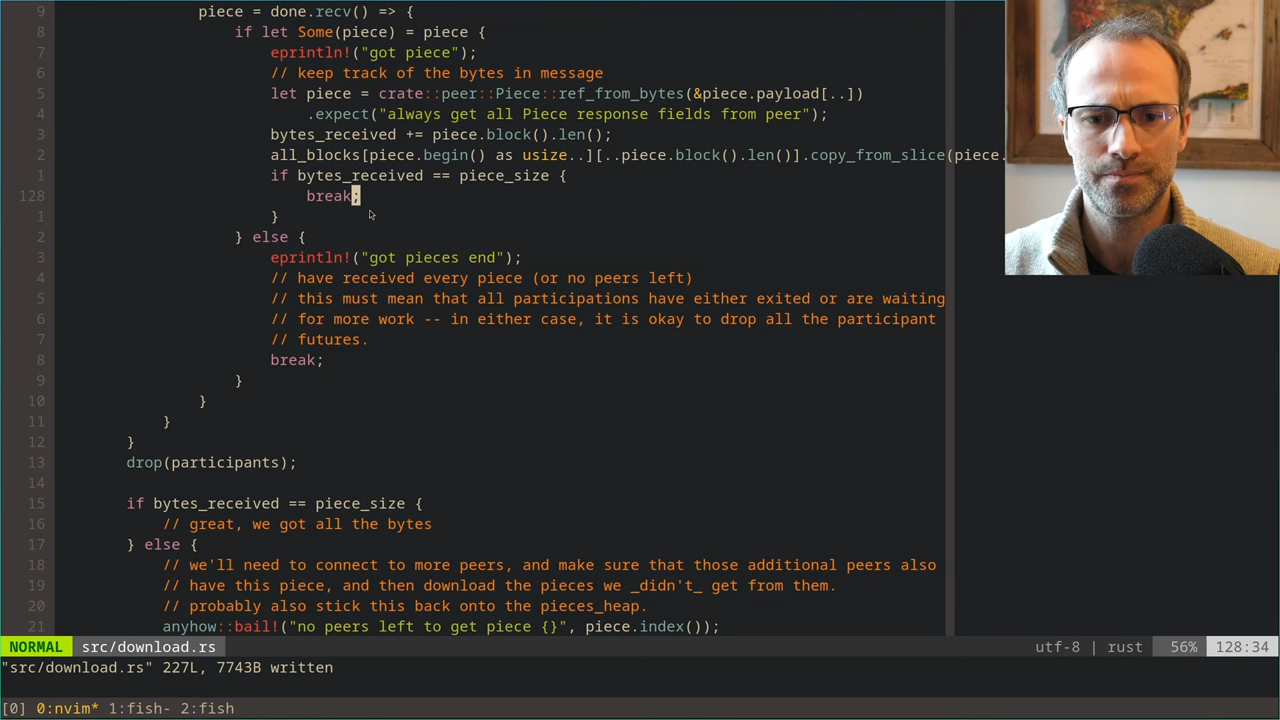 9 piece = done.recv() => {
8 if let Some(piece) = piece {
7 eprintln!("got piece");
6 // keep track of the bytes in message
5 let piece = crate::peer::Piece::ref_from_bytes(&piece.payload[..])
4 .expect("always get all Piece response fields from peer");
3 bytes_received += piece.block().len();
2 all_blocks[piece.begin() as usize..][..piece.block().len()].copy_from_slice(piece.
1 if bytes_received == piece_size {
128 break;
1 }
2 } else {
3 eprintln!("got pieces end");
4 // have received every piece (or no peers left)
5 // this must mean that all participations have either exited or are waiting
6 // for more work -- in either case, it is okay to drop all the participant
7 // futures.
8 break;
9 }
10 }
11 }
12 }
13 drop(participants);
14
15 if bytes_received == piece_size {
16 // great, we got all the bytes
17 } else {
18 // we'll need to connect to more peers, and make sure that those additional peers also
19 // have this piece, and then download the pieces we _didn't_ get from them.
20 // probably also stick this back onto the pieces_heap.
21 anyhow::bail!("no peers left to get piece {}", piece.index());
NORMAL src/download.rs utf-8 | rust 56% 128:34
"src/download.rs" 227L, 7743B written
[0] 0:nvim* 1:fish- 2:fish